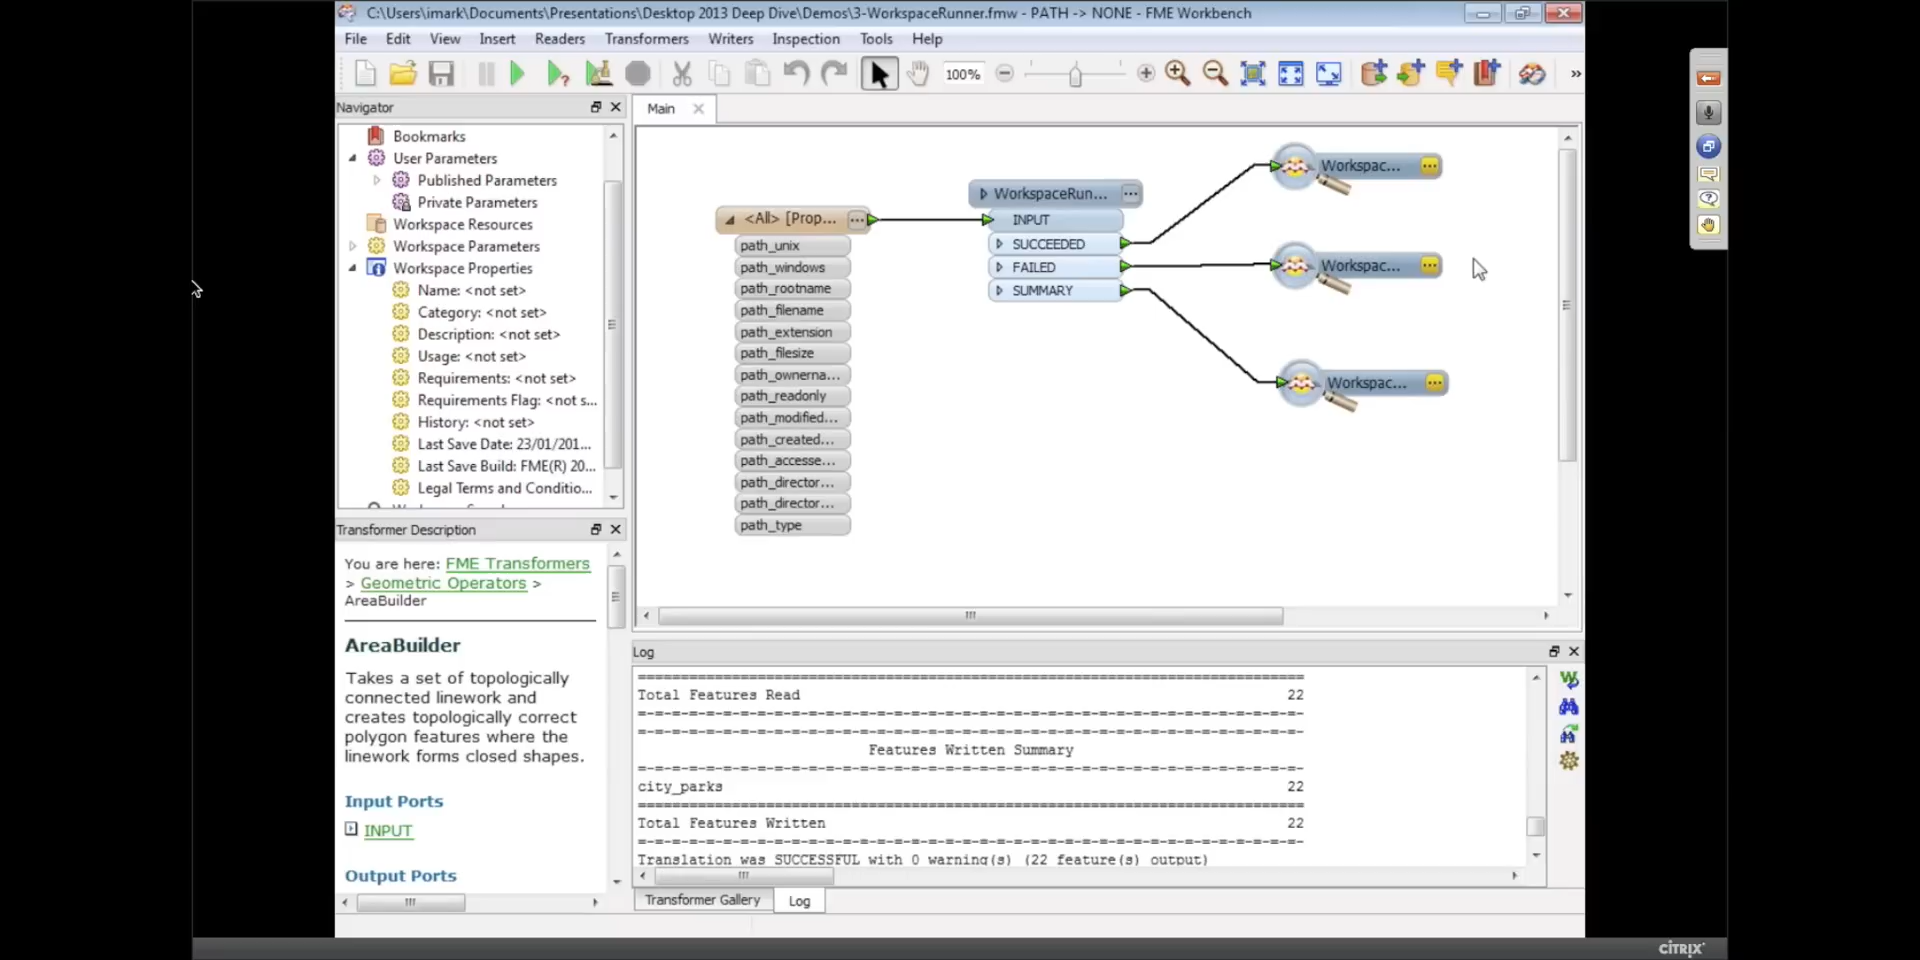 C:\Users\imark\Documents\Presentations\Desktop 2013 Deep Dive\Demos\3-WorkspaceRunner.fmw - PATH -> NONE - FME Workbench
File Edit View Insert Readers Transformers Writers Inspection Tools Help
100%
Navigator
Bookmarks
User Parameters
Published Parameters
Private Parameters
Workspace Resources
Workspace Parameters
Workspace Properties
Name: <not set>
Category: <not set>
Description: <not set>
Usage: <not set>
Requirements: <not set>
Requirements Flag: <not s...
History: <not set>
Last Save Date: 23/01/201...
Last Save Build: FME(R) 20...
Legal Terms and Conditio...
Transformer Description
You are here: FME Transformers
> Geometric Operators >
AreaBuilder
AreaBuilder
Takes a set of topologically
connected linework and
creates topologically correct
polygon features where the
linework forms closed shapes.
Input Ports
INPUT
Output Ports
Main
<All> [Prop...
path_unix
path_windows
path_rootname
path_filename
path_extension
path_filesize
path_ownerna...
path_readonly
path_modified...
path_created...
path_accesse...
path_director...
path_director...
path_type
WorkspaceRun...
INPUT
SUCCEEDED
FAILED
SUMMARY
Workspac...
Workspac...
Workspac...
Log
==============================================================================
Total Features Read 22
=-=-=-=-=-=-=-=-=-=-=-=-=-=-=-=-=-=-=-=-=-=-=-=-=-=-=-=-=-=-=-=-=-=-=-=-=-=-
=-=-=-=-=-=-=-=-=-=-=-=-=-=-=-=-=-=-=-=-=-=-=-=-=-=-=-=-=-=-=-=-=-=-=-=-=-=-
Features Written Summary
=-=-=-=-=-=-=-=-=-=-=-=-=-=-=-=-=-=-=-=-=-=-=-=-=-=-=-=-=-=-=-=-=-=-=-=-=-=-
city_parks 22
==============================================================================
Total Features Written 22
=-=-=-=-=-=-=-=-=-=-=-=-=-=-=-=-=-=-=-=-=-=-=-=-=-=-=-=-=-=-=-=-=-=-=-=-=-=-
Translation was SUCCESSFUL with 0 warning(s) (22 feature(s) output)
Transformer Gallery Log
CITRIX